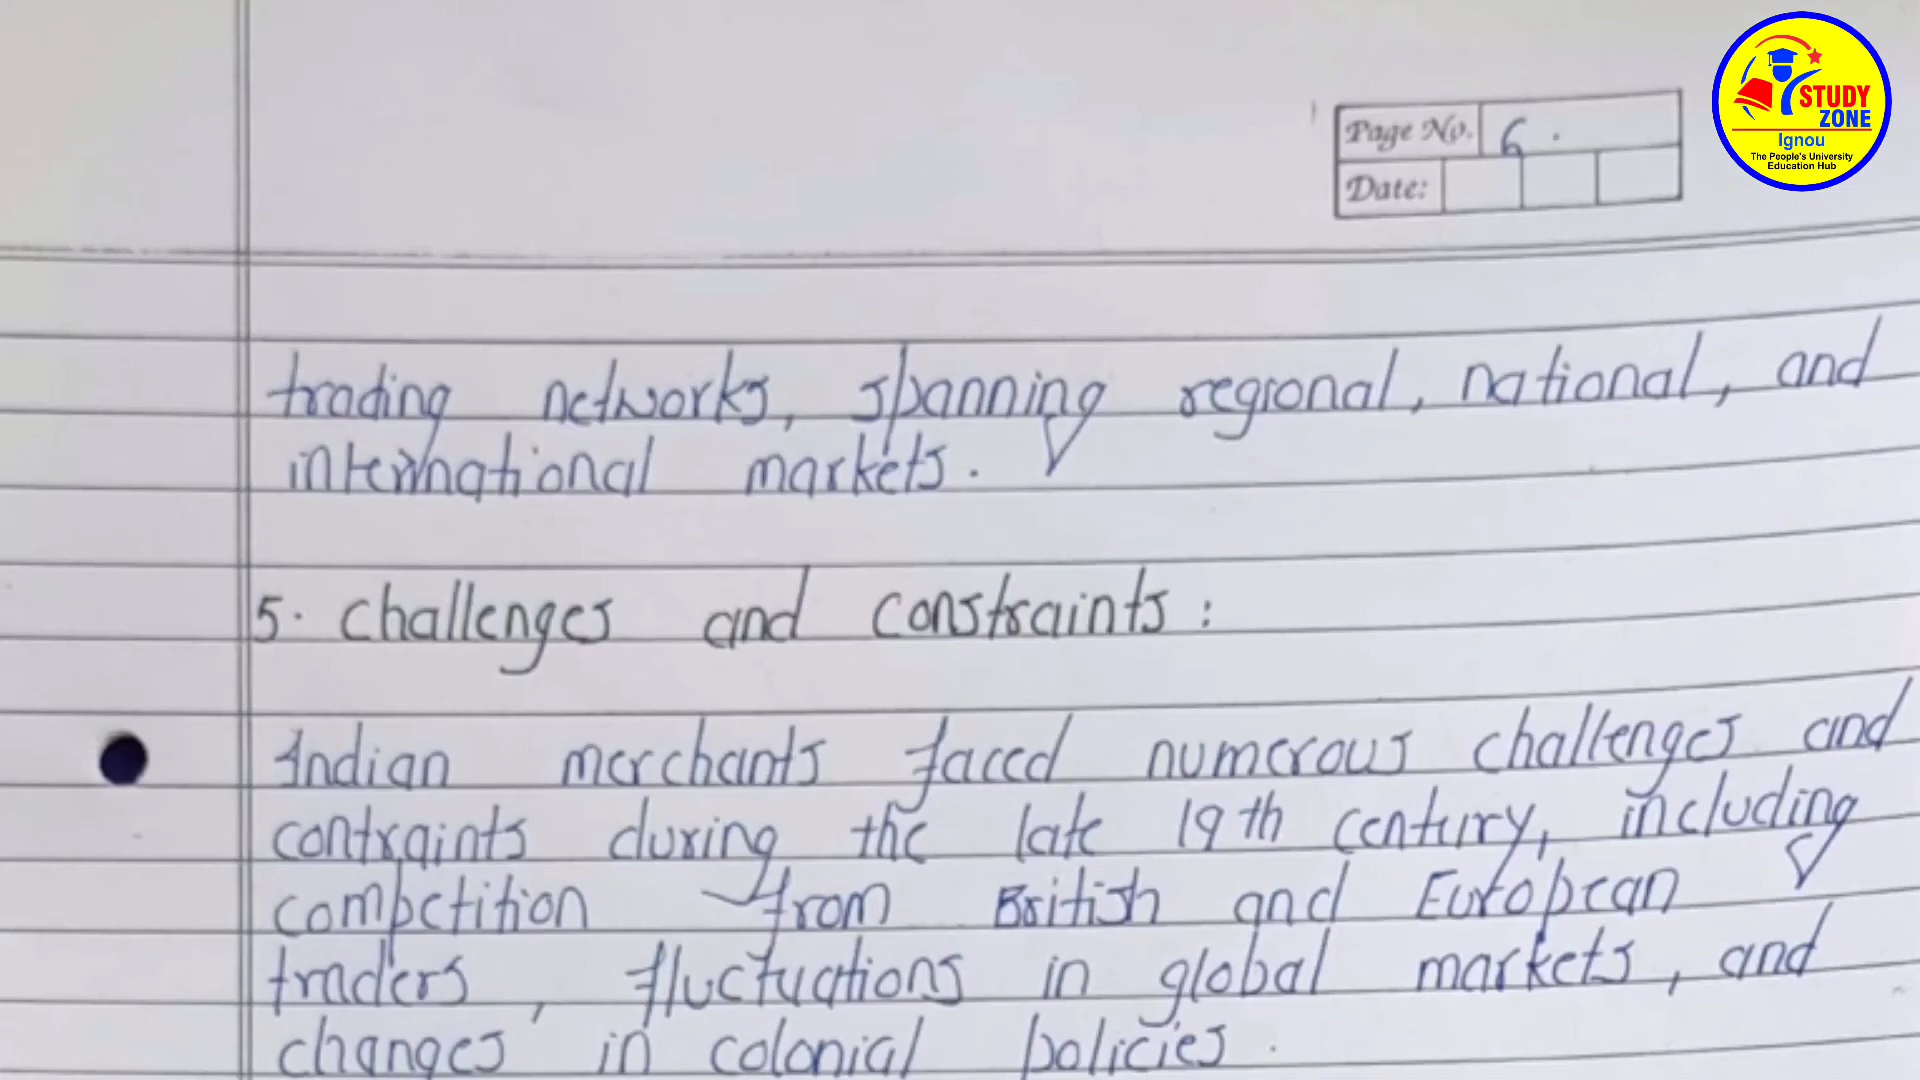 STUDY
ZONE
Ignou
The People's University
Education Hub
Page No. 6.
Date:
trading networks, spanning regional, national, and
international markets.
5. Challenges and constraints:
Indian merchants faced numerous challenges and
contraints during the late 19th century, including
competition from British and European
traders, fluctuations in global markets, and
changes in colonial policies.